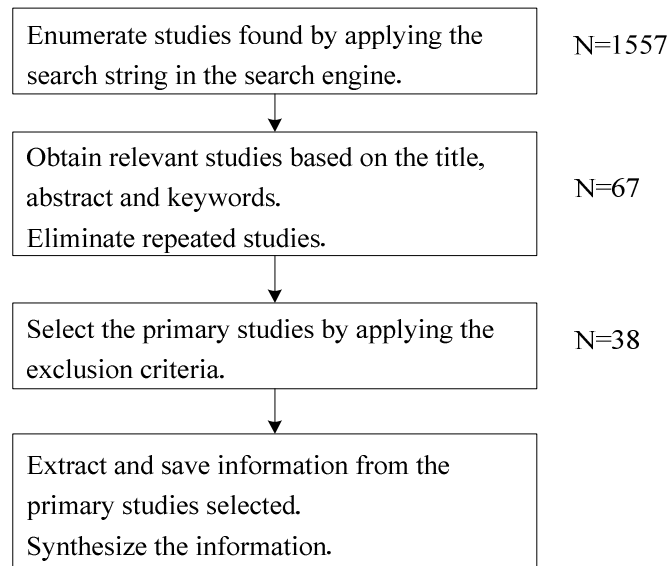 Enumerate studies found by applying the
search string in the search engine.
N=1557
Obtain relevant studies based on the title,
abstract and keywords.
Eliminate repeated studies.
N=67
Select the primary studies by applying the
exclusion criteria.
N=38
Extract and save information from the
primary studies selected.
Synthesize the information.